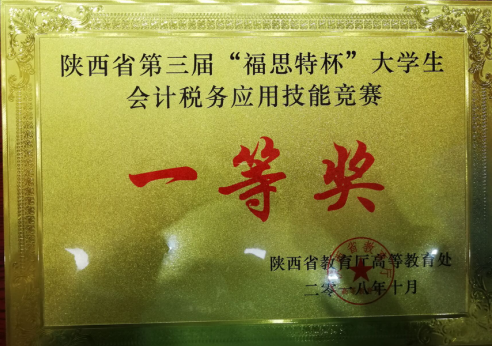 陕西省第三届“福思特杯”大学生
会计税务应用技能竞赛
一等奖
陕西省教育厅高等教育处
二零一八年十月